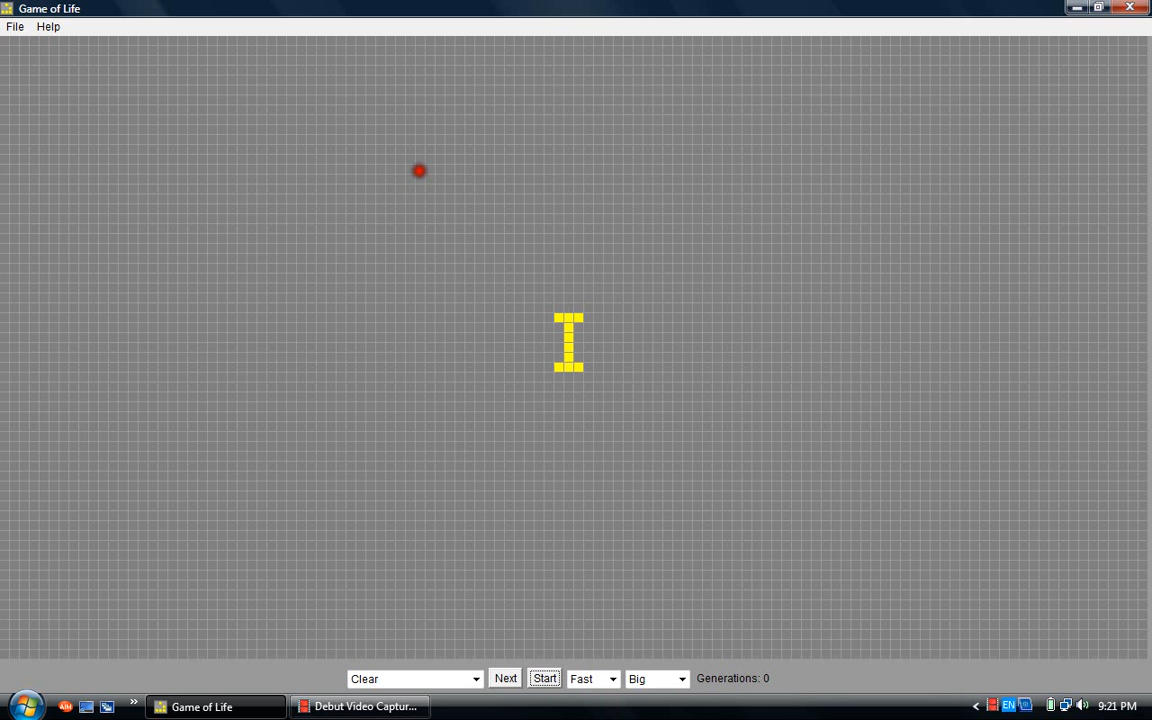 Game of Life
File Help
Clear Next Start Fast Big Generations: 0
AIM » Game of Life Debut Video Captur... < EN 9:21 PM